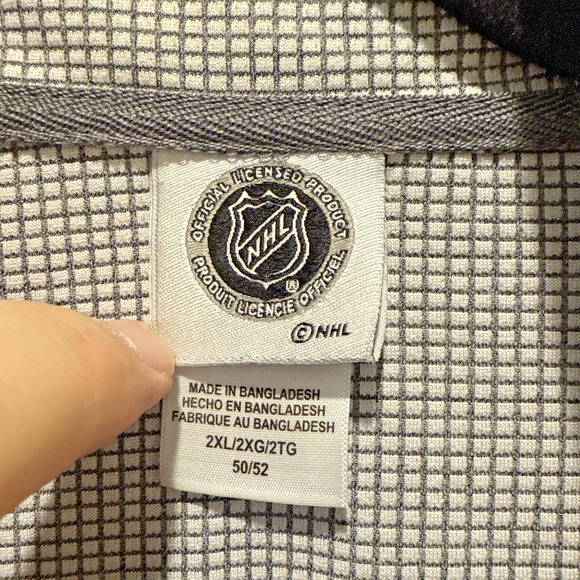 OFFICIAL LICENSED PRODUCT
NHL
®
PRODUIT LICENCIE OFFICIEL
© NHL
MADE IN BANGLADESH
HECHO EN BANGLADESH
FABRIQUE AU BANGLADESH
2XL/2XG/2TG
50/52